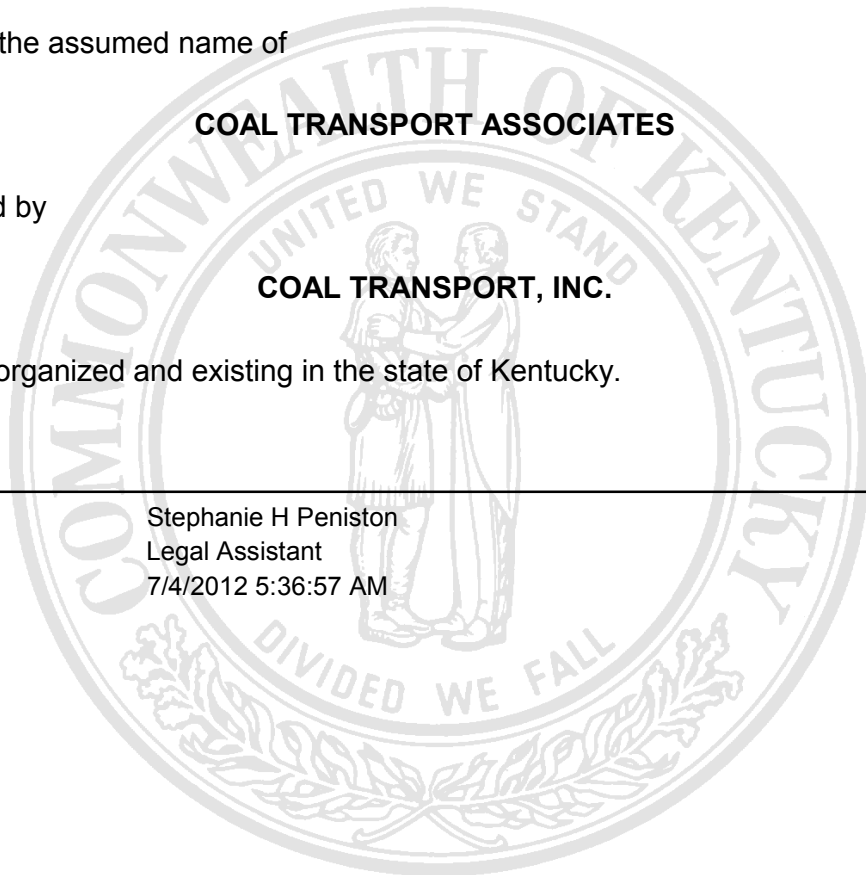 the assumed name of
COAL TRANSPORT ASSOCIATES
d by
COAL TRANSPORT, INC.
organized and existing in the state of Kentucky.
Stephanie H Peniston
Legal Assistant
7/4/2012 5:36:57 AM
COMMONWEALTH OF KENTUCKY
UNITED WE STAND
DIVIDED WE FALL